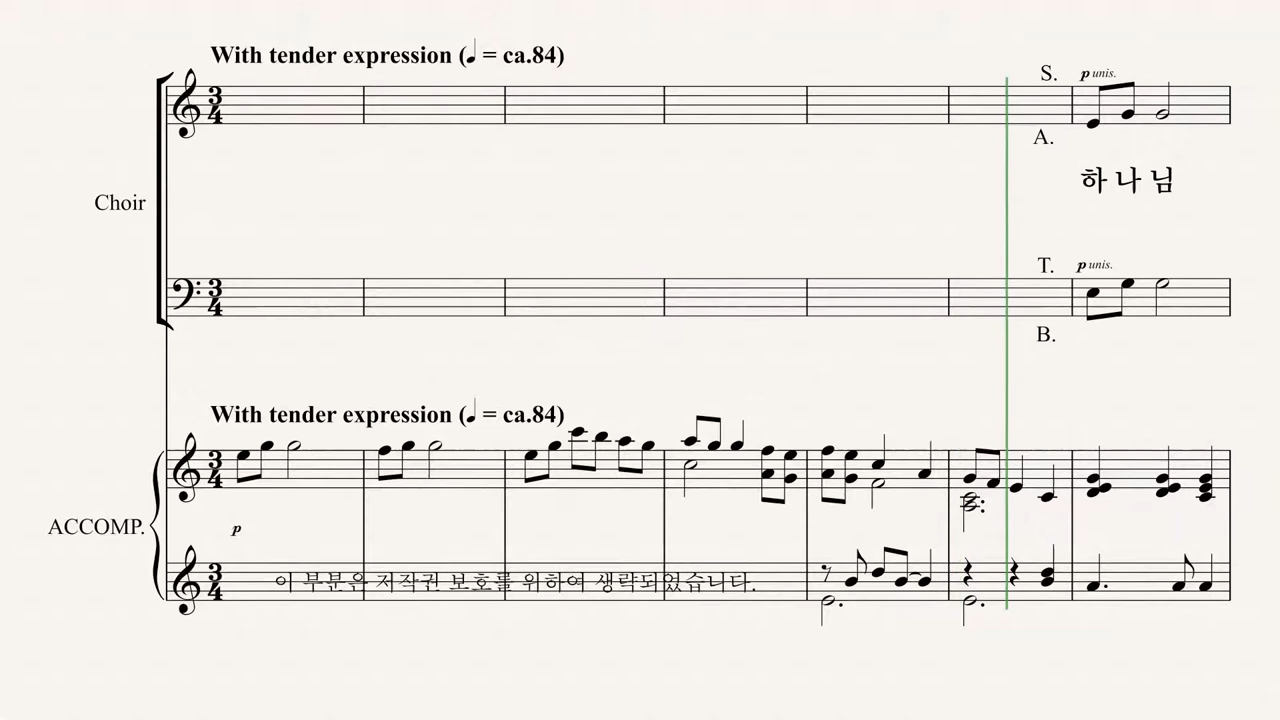 With tender expression (♩ = ca.84)
S.
p unis.
A.
하 나 님
Choir
T.
p unis.
B.
With tender expression (♩ = ca.84)
p
ACCOMP.
이 부분은 저작권 보호를 위하여 생략되었습니다.